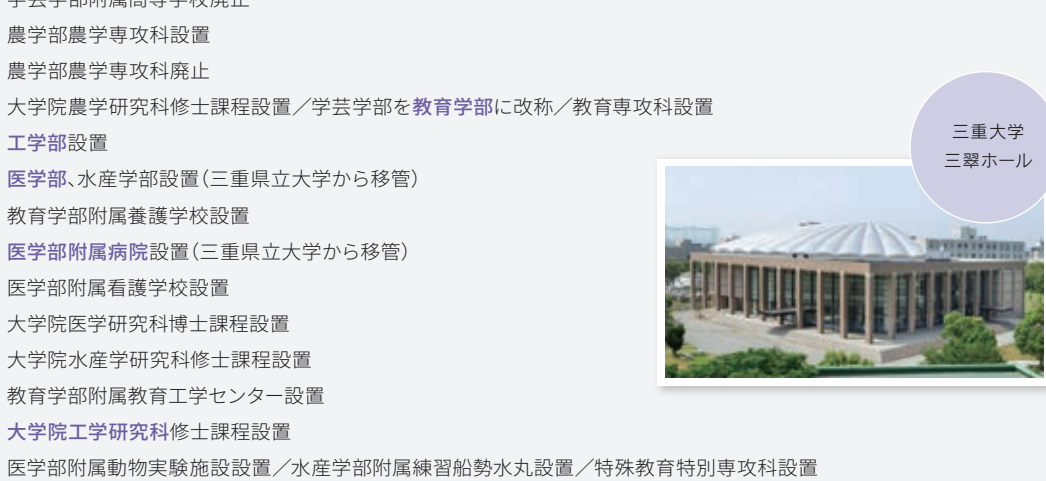 学芸学部附属高等学校廃止
農学部農学専攻科設置
農学部農学専攻科廃止
大学院農学研究科修士課程設置／学芸学部を教育学部に改称／教育専攻科設置
工学部設置
医学部、水産学部設置（三重県立大学から移管）
教育学部附属養護学校設置
医学部附属病院設置（三重県立大学から移管）
医学部附属看護学校設置
大学院医学研究科博士課程設置
大学院水産学研究科修士課程設置
教育学部附属教育工学センター設置
大学院工学研究科修士課程設置
医学部附属動物実験施設設置／水産学部附属練習船勢水丸設置／特殊教育特別専攻科設置
三重大学
三翠ホール